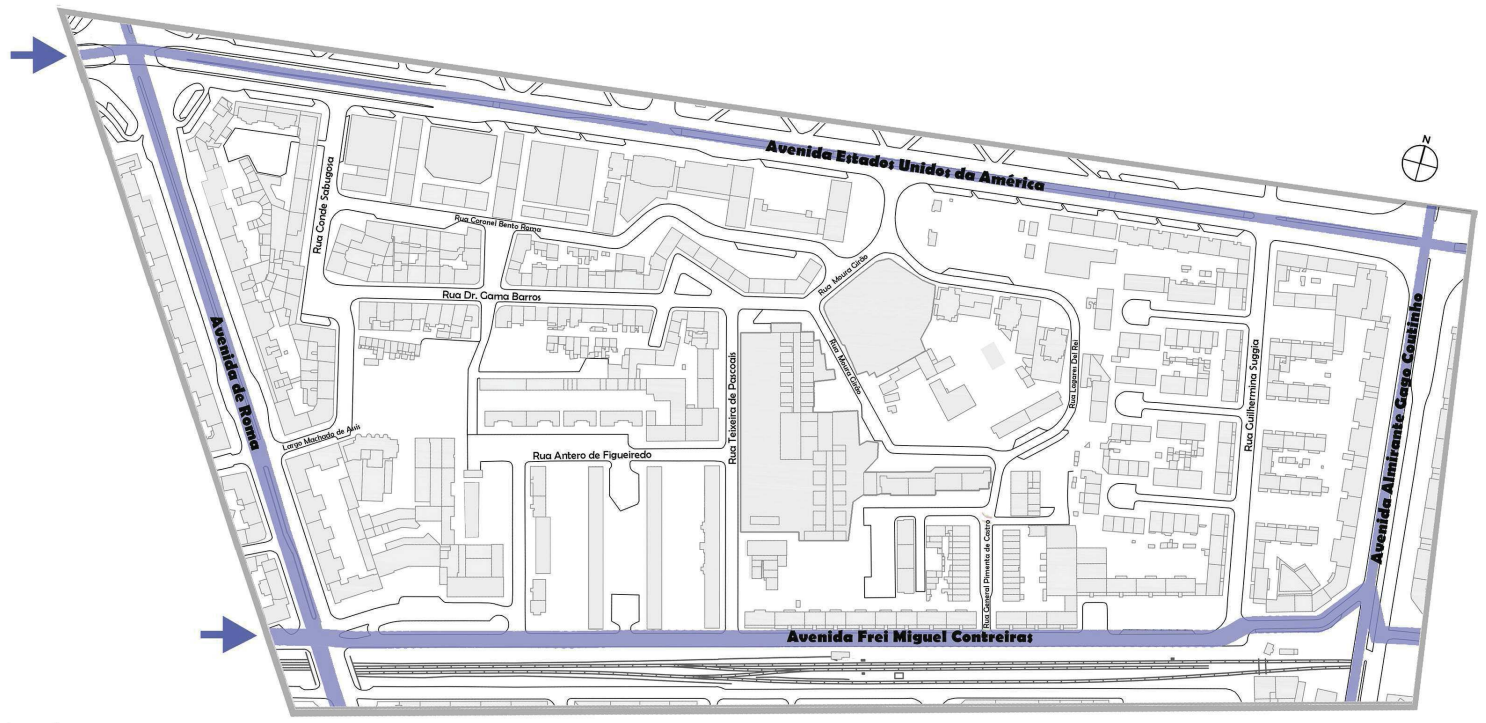 N
Avenida Estados Unidos da América
Rua Conde Sabugosa
Rua Coronel Bento Roma
Rua Moura Girão
Rua Dr. Gama Barros
Avenida de Roma
Rua Moura Girão
Rua Teixeira de Pascoais
Rua Lagares Del Rei
Rua Guilhermina Suggia
Avenida Almirante Gago Coutinho
Largo Machado de Assis
Rua Antero de Figueiredo
Rua General Pimenta de Castro
Avenida Frei Miguel Contreiras